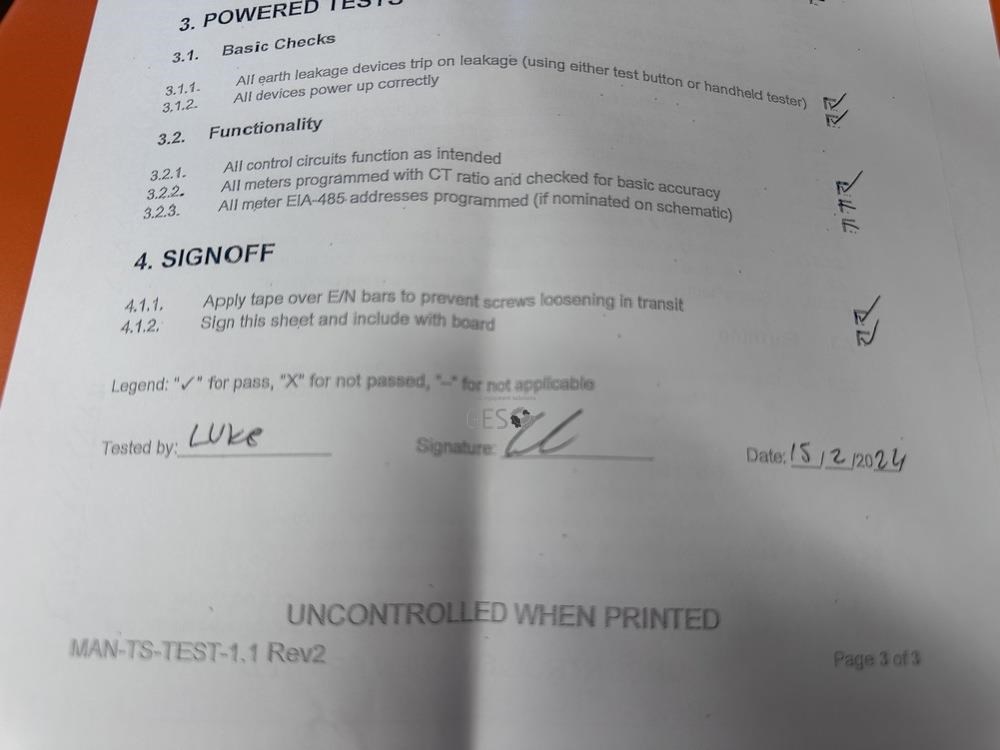 3. POWERED TESTS
3.1. Basic Checks
3.1.1. All earth leakage devices trip on leakage (using either test button or handheld tester)
3.1.2. All devices power up correctly
3.2. Functionality
3.2.1. All control circuits function as intended
3.2.2. All meters programmed with CT ratio and checked for basic accuracy
3.2.3. All meter EIA-485 addresses programmed (if nominated on schematic)
4. SIGNOFF
4.1.1. Apply tape over E/N bars to prevent screws loosening in transit
4.1.2. Sign this sheet and include with board
Legend: "✓" for pass, "X" for not passed, "–" for not applicable
GES
Tested by: LUKE Signature: Date: 15/2/2024
UNCONTROLLED WHEN PRINTED
MAN-TS-TEST-1.1 Rev2 Page 3 of 3